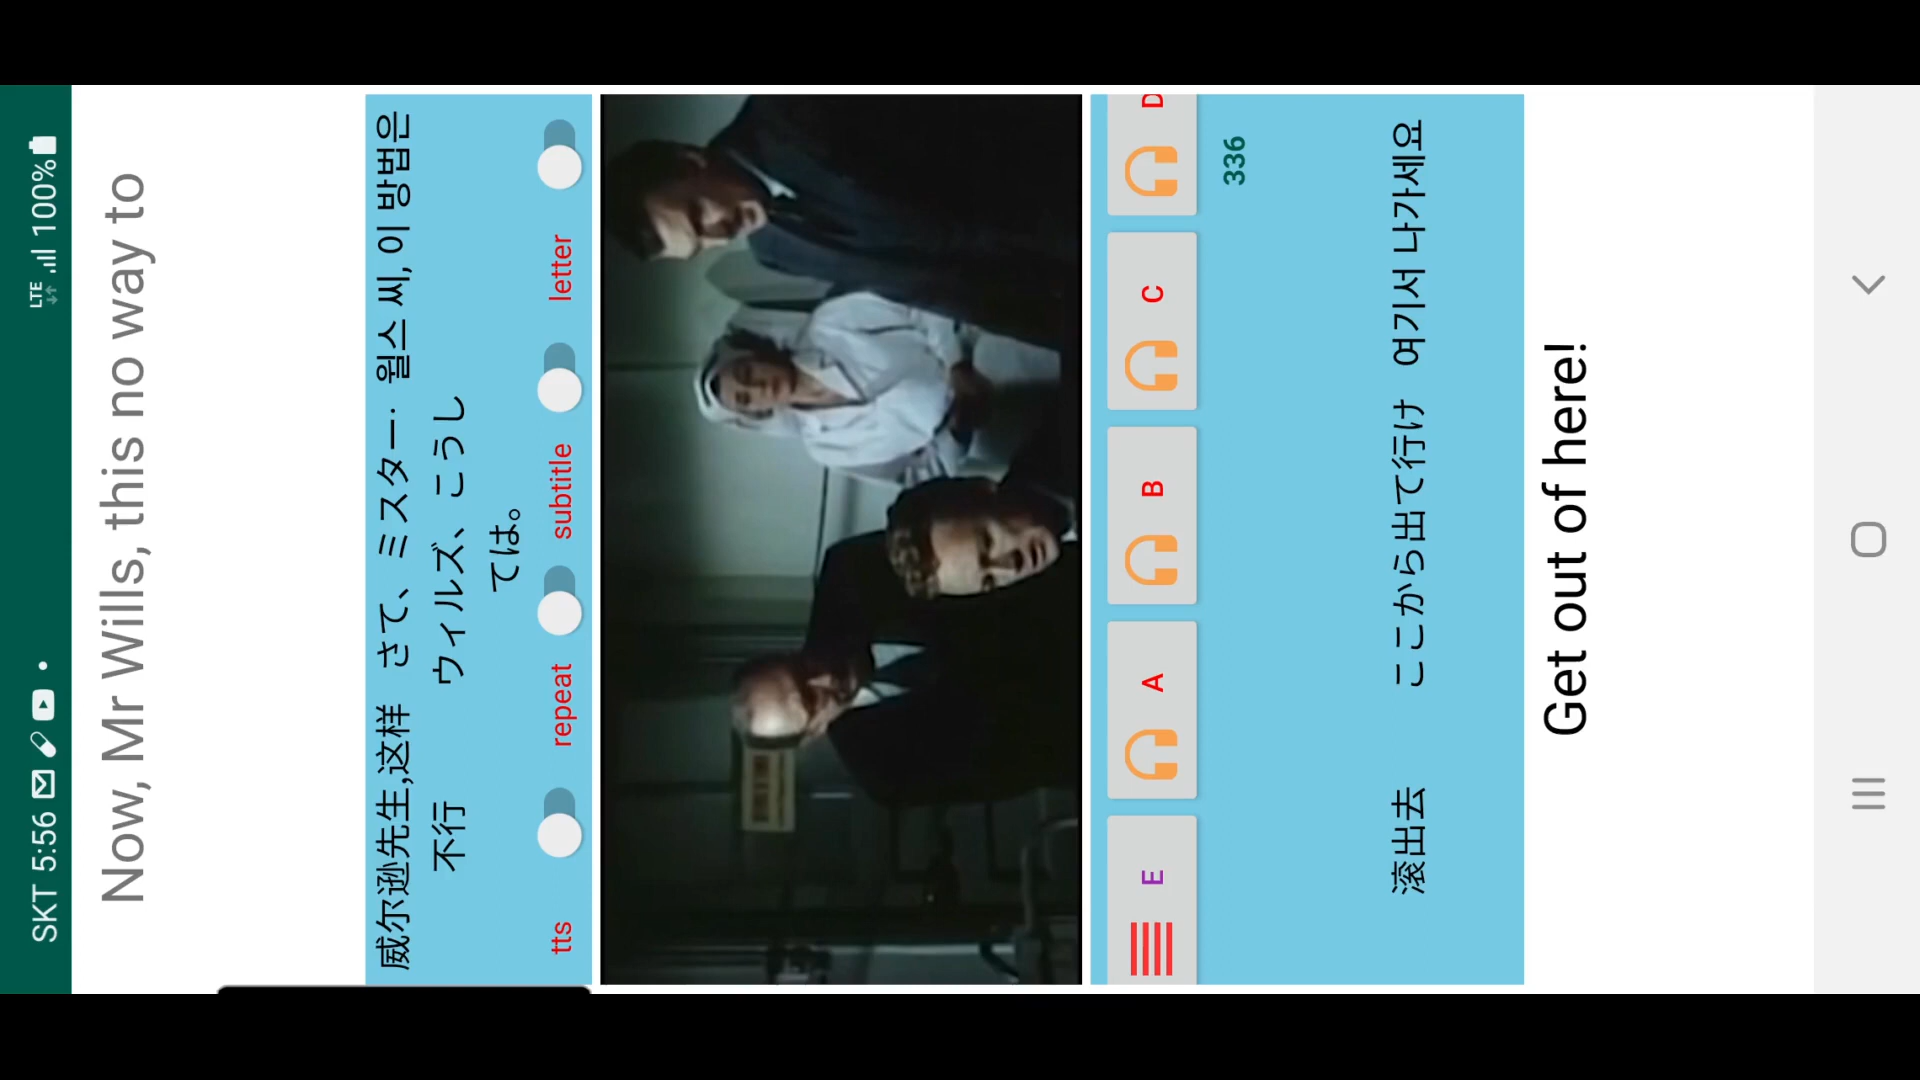 SKT 5:56
LTE 100%
Now, Mr Wills, this no way to
威尔逊先生,这样
不行
さて、ミスター·
ウィルズ、こうし
ては。
윌스 씨, 이 방법은
tts repeat subtitle letter
E A B C D
336
滚出去
ここから出て行け
여기서 나가세요
Get out of here!